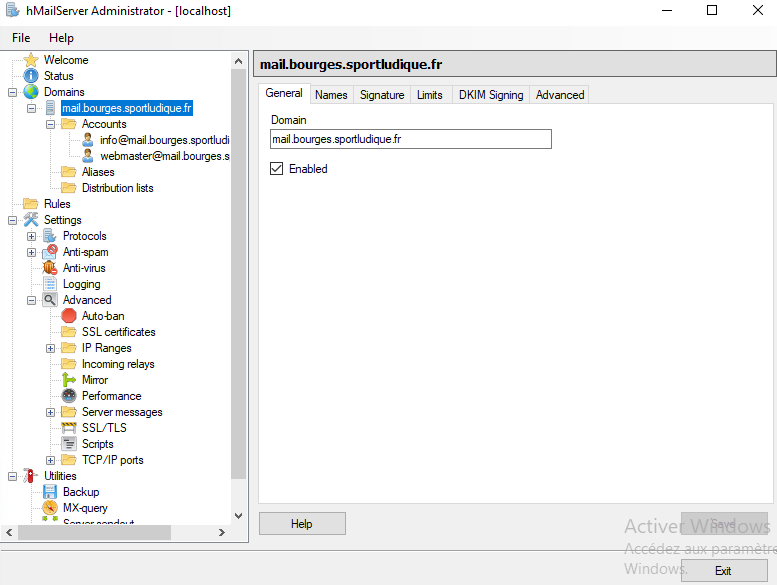 hMailServer Administrator - [localhost]
File Help
Welcome
Status
Domains
mail.bourges.sportludique.fr
Accounts
info@mail.bourges.sportludi
webmaster@mail.bourges.s
Aliases
Distribution lists
Rules
Settings
Protocols
Anti-spam
Anti-virus
Logging
Advanced
Auto-ban
SSL certificates
IP Ranges
Incoming relays
Mirror
Performance
Server messages
SSL/TLS
Scripts
TCP/IP ports
Utilities
Backup
MX-query
Server sendout
mail.bourges.sportludique.fr
General Names Signature Limits DKIM Signing Advanced
Domain
mail.bourges.sportludique.fr
Enabled
Help
Save
Activer Windows
Accédez aux paramètre
Windows.
Exit